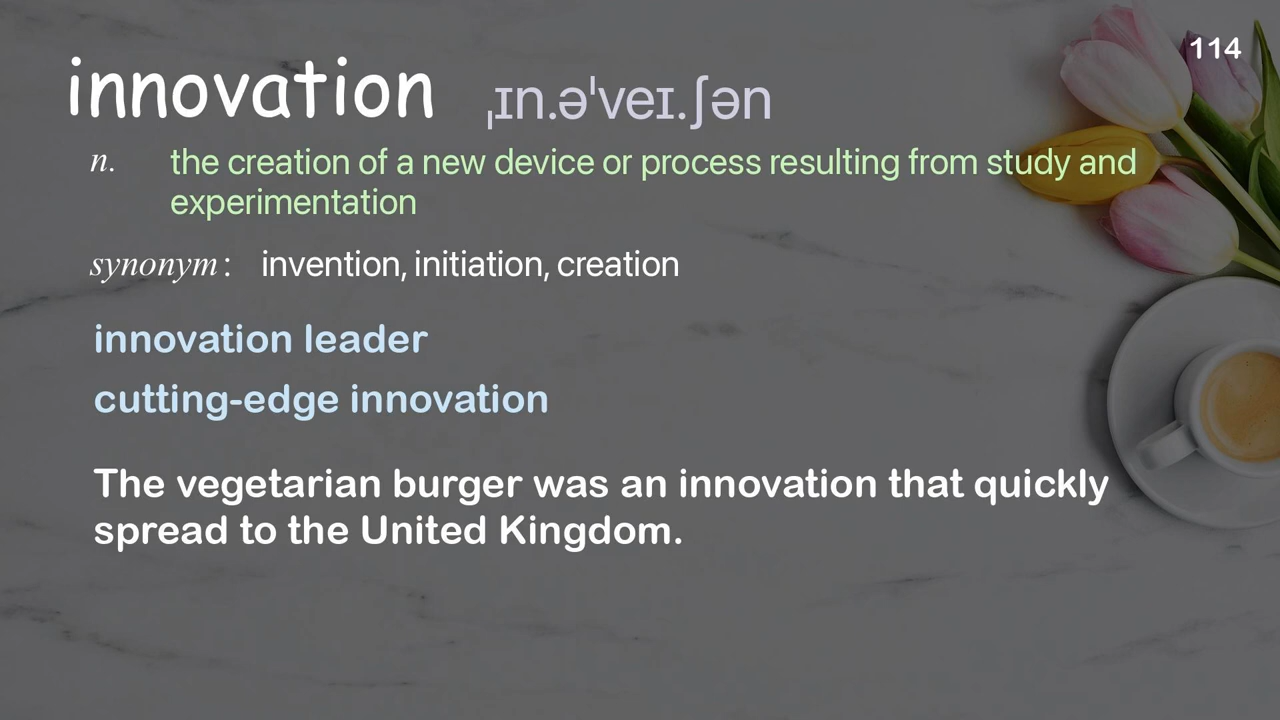 114
innovation ˌɪn.əˈveɪ.ʃən
n. the creation of a new device or process resulting from study and
experimentation
synonym: invention, initiation, creation
innovation leader
cutting-edge innovation
The vegetarian burger was an innovation that quickly
spread to the United Kingdom.